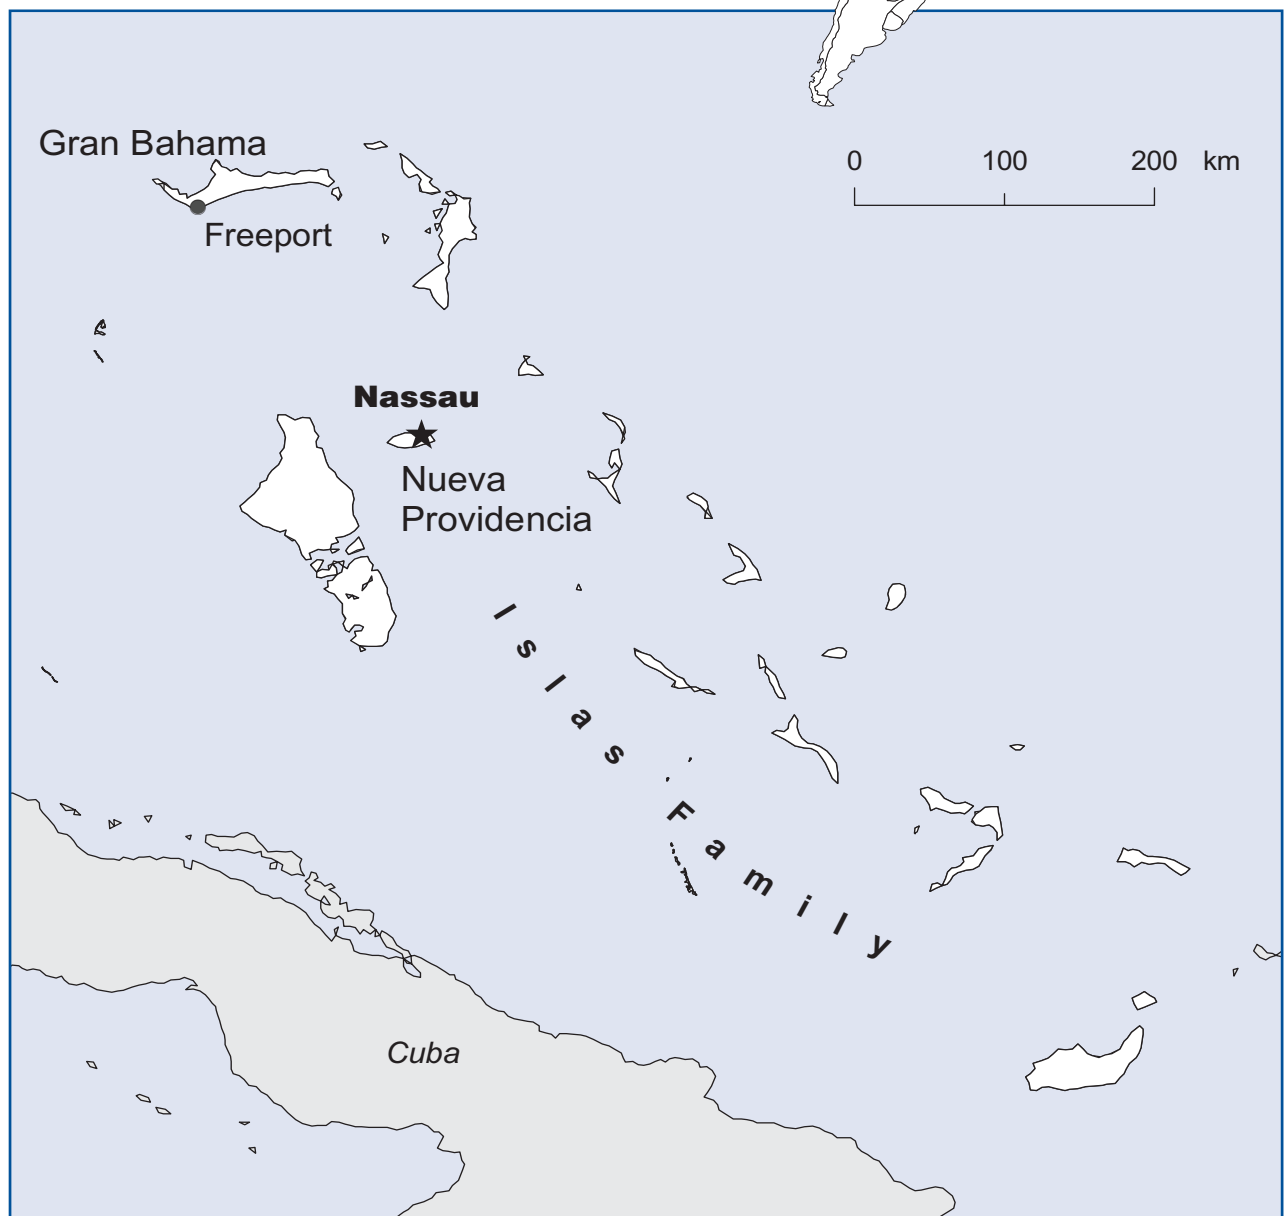 Gran Bahama
0 100 200 km
Freeport
Nassau
Nueva
Providencia
Islas Family
Cuba